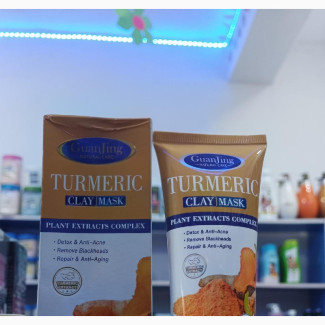 GuanJing
TURMERIC
CLAY MASK
PLANT EXTRACTS COMPLEX
• Detox & Anti-Acne
• Remove Blackheads
• Repair & Anti-Aging
GuanJing
TURMERIC
CLAY MASK
PLANT EXTRACTS COMPLEX
• Detox & Anti-Acne
• Remove Blackheads
• Repair & Anti-Aging